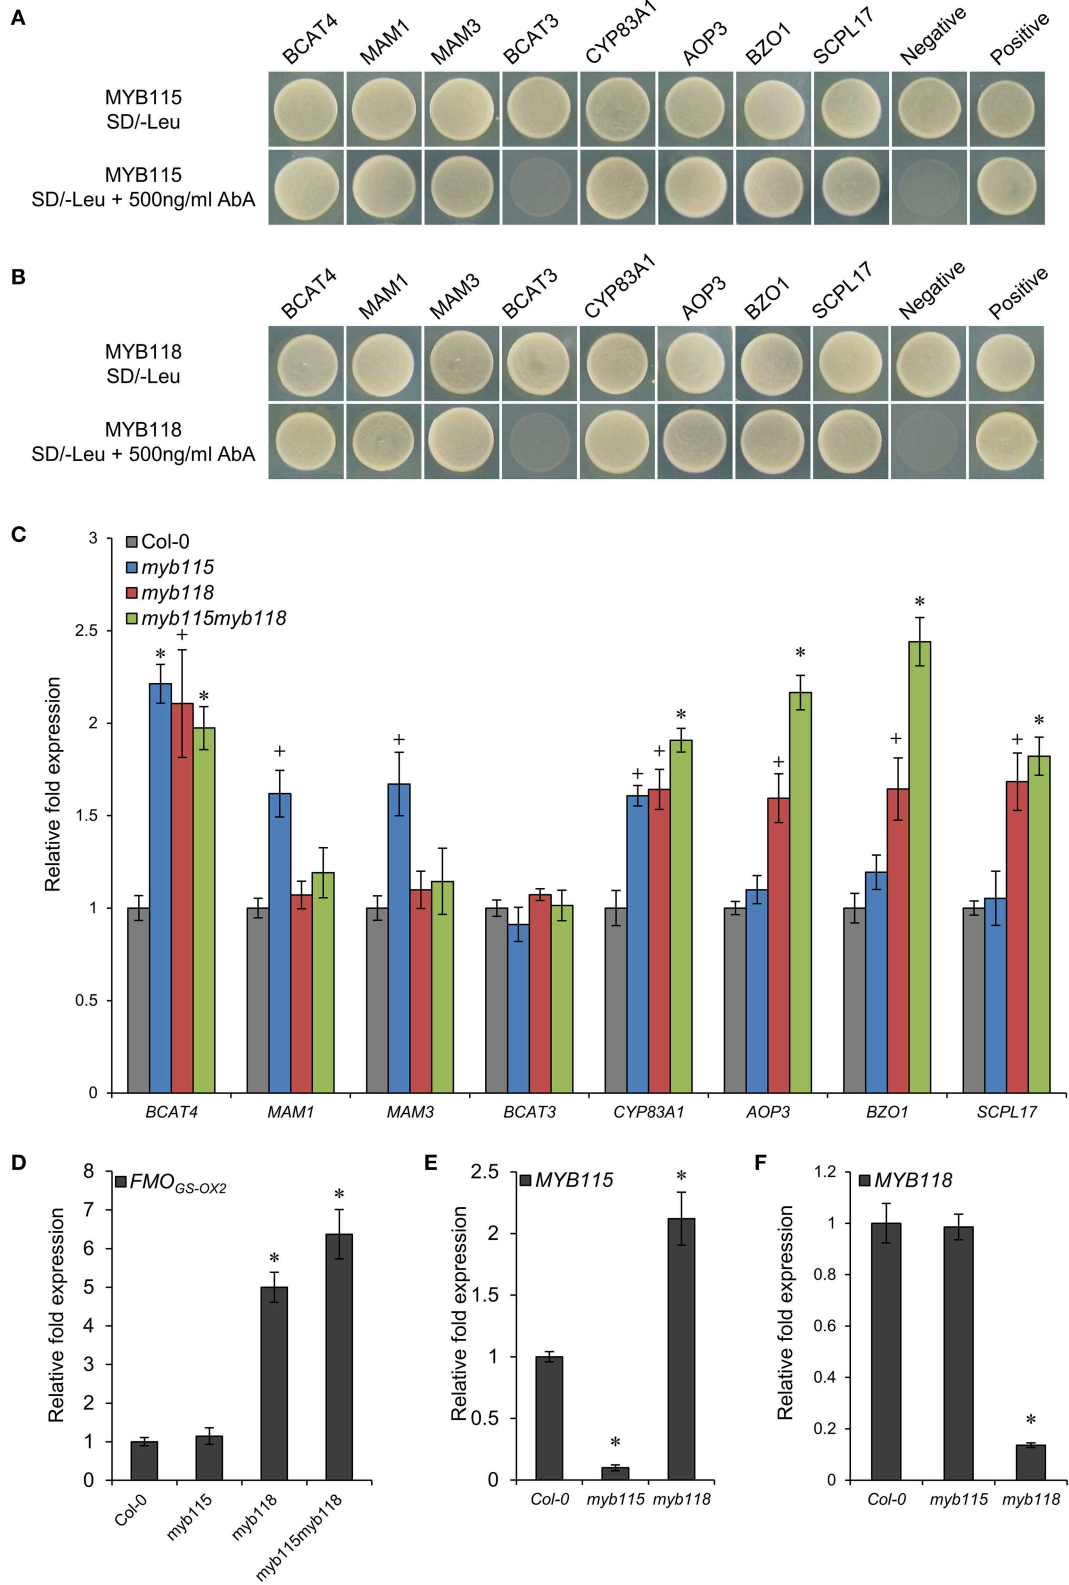 A
BCAT4 MAM1 MAM3 BCAT3 CYP83A1 AOP3 BZO1 SCPL17 Negative Positive
MYB115
SD/-Leu
MYB115
SD/-Leu + 500ng/ml AbA
B
BCAT4 MAM1 MAM3 BCAT3 CYP83A1 AOP3 BZO1 SCPL17 Negative Positive
MYB118
SD/-Leu
MYB118
SD/-Leu + 500ng/ml AbA
C
Relative fold expression
3
2.5
2
1.5
1
0.5
0
Col-0
myb115
myb118
myb115myb118
* + *
+
+
+ + *
+ *
+ *
+ *
BCAT4 MAM1 MAM3 BCAT3 CYP83A1 AOP3 BZO1 SCPL17
D
Relative fold expression
8
7
6
5
4
3
2
1
0
FMOGS-OX2
* *
Col-0 myb115 myb118 myb115myb118
E
Relative fold expression
2.5
2
1.5
1
0.5
0
MYB115
* *
Col-0 myb115 myb118
F
Relative fold expression
1.2
1
0.8
0.6
0.4
0.2
0
MYB118
*
Col-0 myb115 myb118